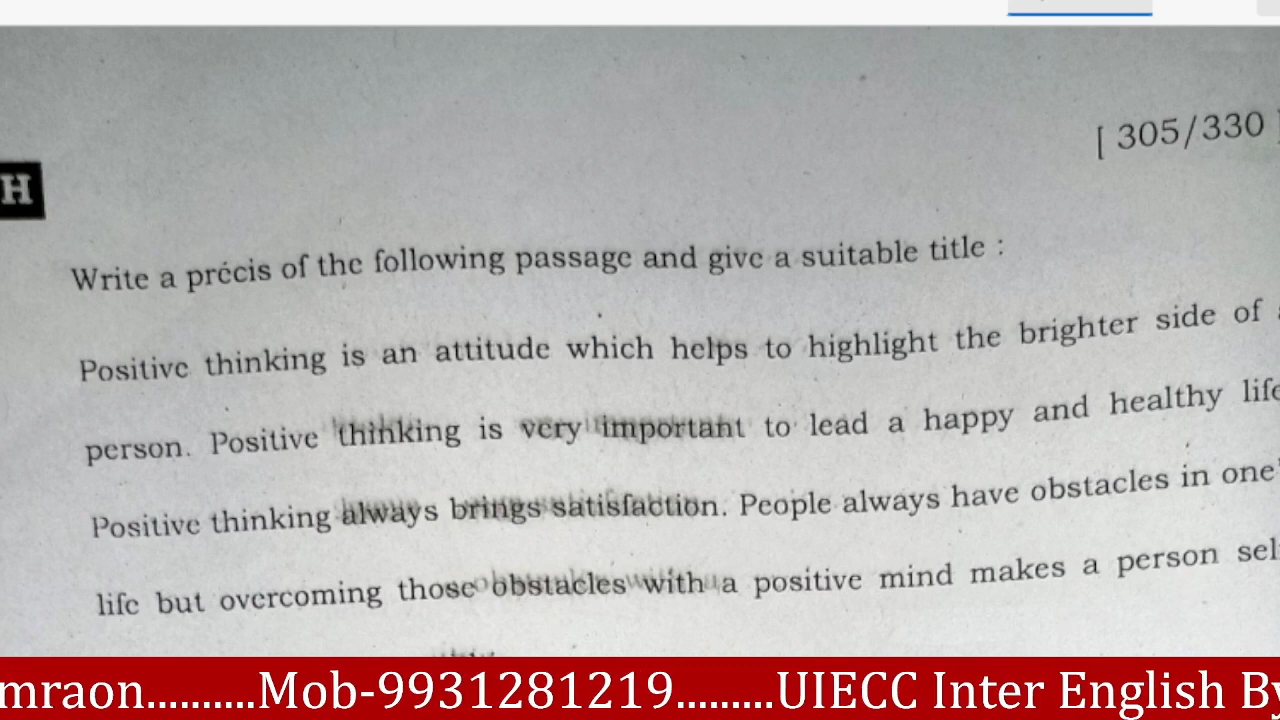 [ 305/330 ]
H
Write a précis of the following passage and give a suitable title :
Positive thinking is an attitude which helps to highlight the brighter side of
person. Positive thinking is very important to lead a happy and healthy life
Positive thinking always brings satisfaction. People always have obstacles in one'
life but overcoming those obstacles with a positive mind makes a person
mraon..........Mob-9931281219.........UIECC Inter English By